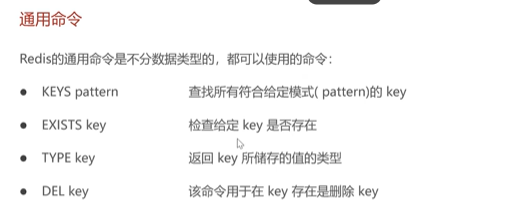 通用命令
Redis的通用命令是不分数据类型的，都可以使用的命令：
● KEYS pattern 查找所有符合给定模式( pattern)的 key
● EXISTS key 检查给定 key 是否存在
● TYPE key 返回 key 所储存的值的类型
● DEL key 该命令用于在 key 存在是删除 key